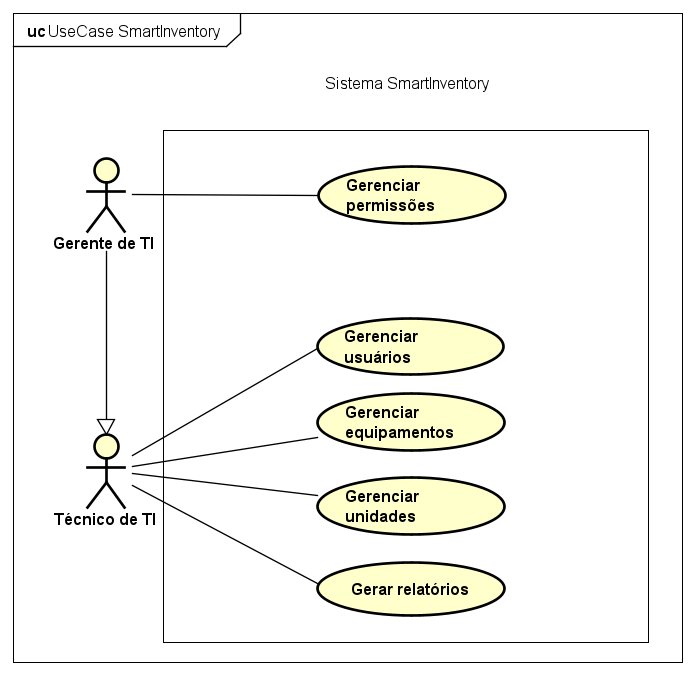 uc UseCase SmartInventory
Sistema SmartInventory
Gerenciar
permissões
Gerente de TI
Gerenciar
usuários
Gerenciar
equipamentos
Gerenciar
unidades
Técnico de TI
Gerar relatórios